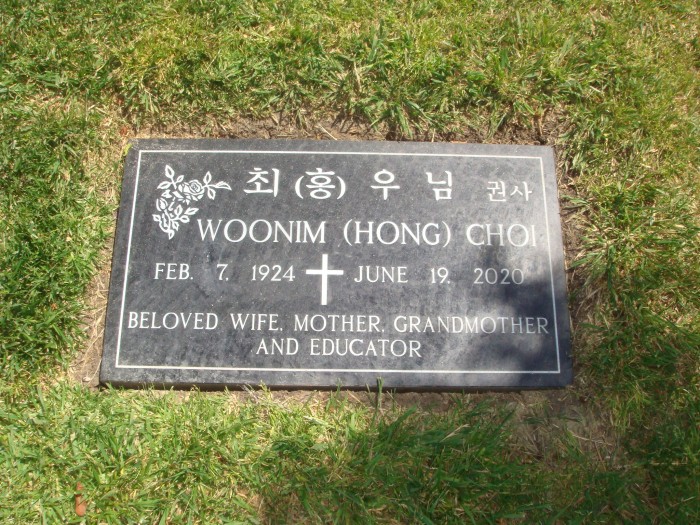 최 (홍) 우 님 권사
WOONIM (HONG) CHOI
FEB. 7, 1924 JUNE 19, 2020
BELOVED WIFE, MOTHER, GRANDMOTHER
AND EDUCATOR